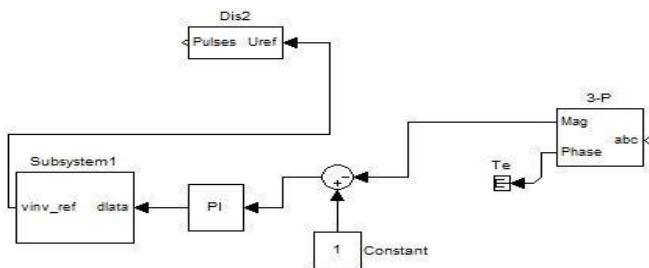 Dis2
Pulses Uref
3-P
Mag
abc
Phase
Te
Subsystem1
vinv_ref dlata
PI
1 Constant